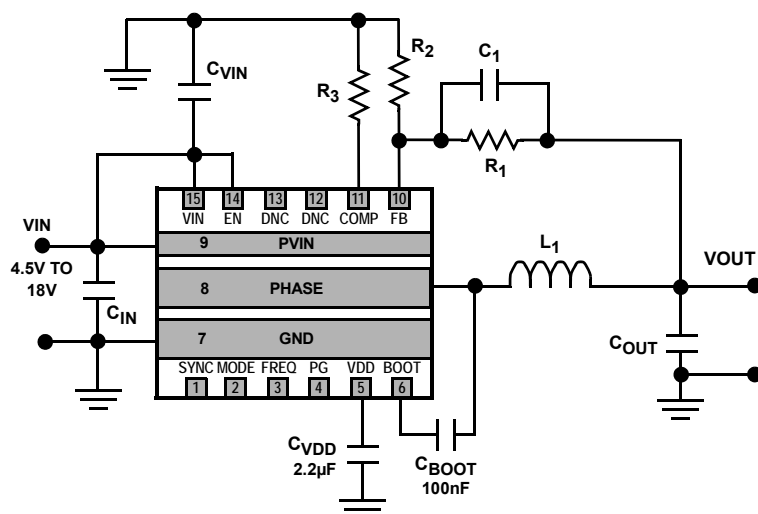 C1
R2
CVIN
R3
R1
15 14 13 12 11 10
VIN EN DNC DNC COMP FB
VIN
9 PVIN
4.5V TO
18V
L1
VOUT
8 PHASE
CIN
7 GND
COUT
SYNC MODE FREQ PG VDD BOOT
1 2 3 4 5 6
CVDD
2.2µF
CBOOT
100nF